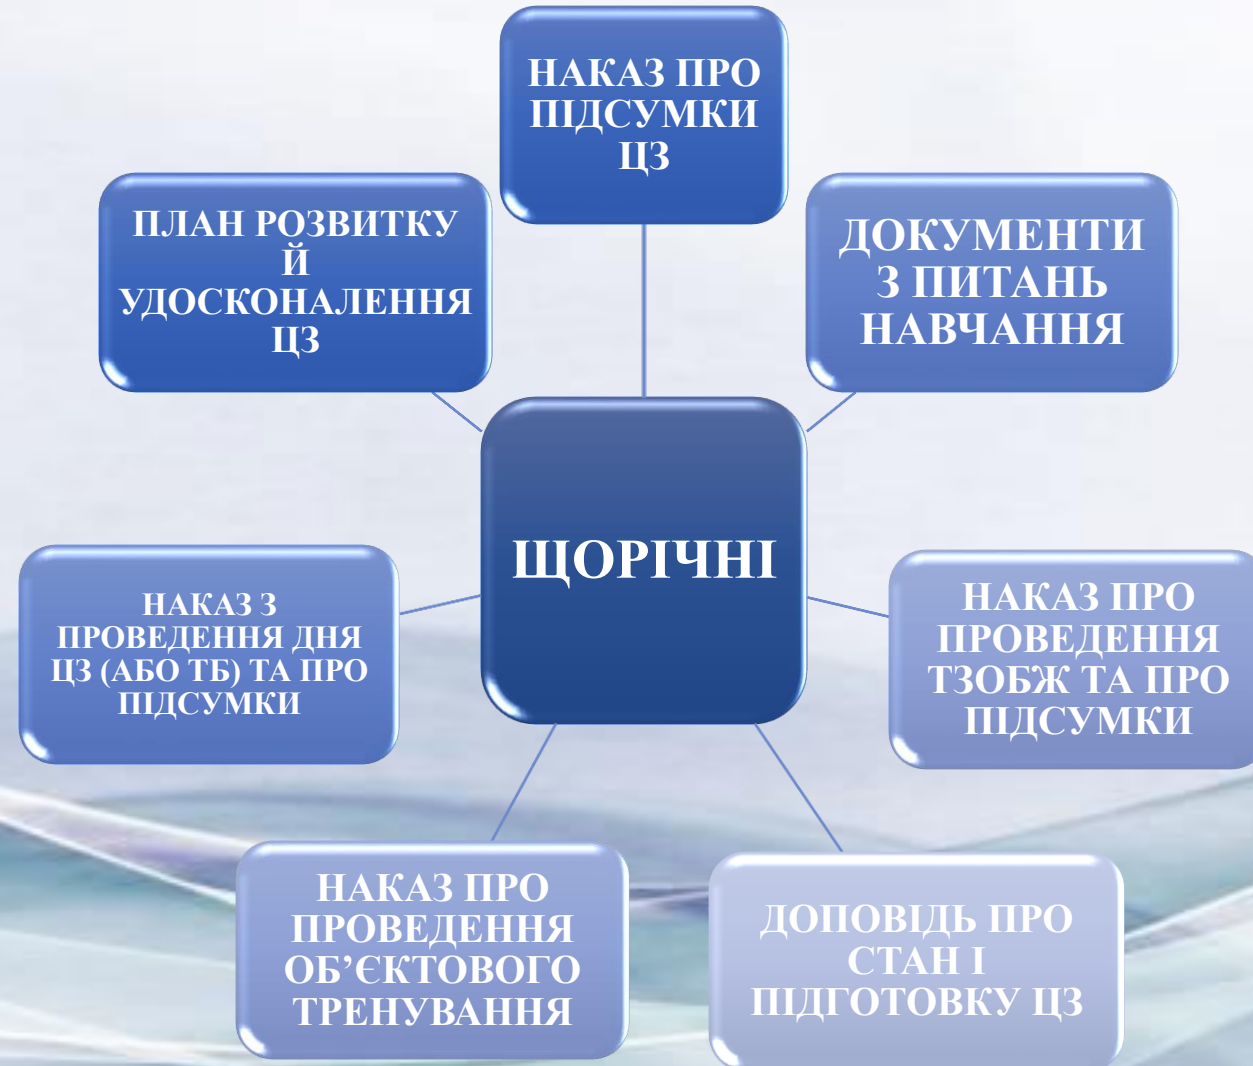 НАКАЗ ПРО
ПІДСУМКИ
ЦЗ
ПЛАН РОЗВИТКУ
Й
УДОСКОНАЛЕННЯ
ЦЗ
ДОКУМЕНТИ
З ПИТАНЬ
НАВЧАННЯ
ЩОРІЧНІ
НАКАЗ З
ПРОВЕДЕННЯ ДНЯ
ЦЗ (АБО ТБ) ТА ПРО
ПІДСУМКИ
НАКАЗ ПРО
ПРОВЕДЕННЯ
ТЗОБЖ ТА ПРО
ПІДСУМКИ
НАКАЗ ПРО
ПРОВЕДЕННЯ
ОБ’ЄКТОВОГО
ТРЕНУВАННЯ
ДОПОВІДЬ ПРО
СТАН І
ПІДГОТОВКУ ЦЗ